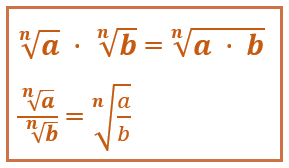 ⁿ√a · ⁿ√b = ⁿ√(a · b)
ⁿ√a / ⁿ√b = ⁿ√(a / b)